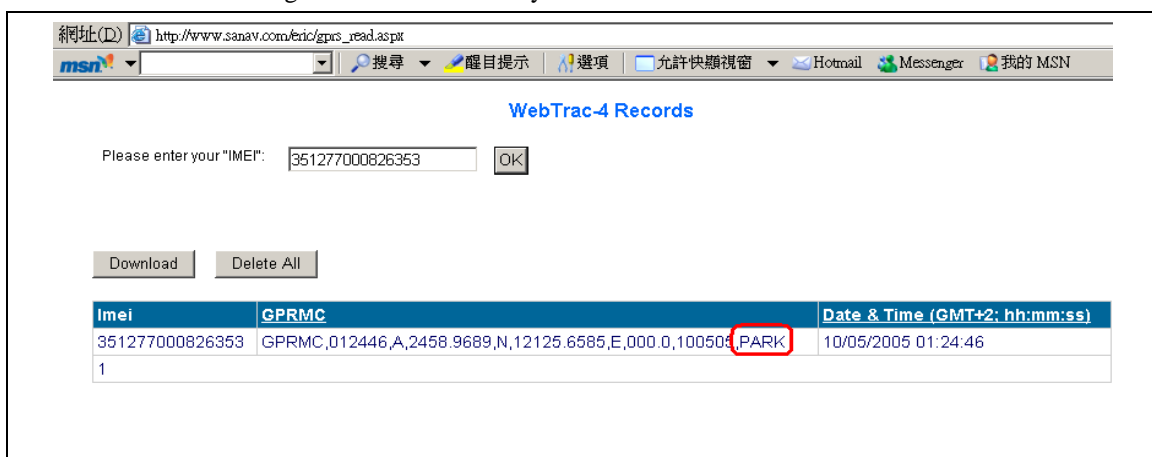 網址(D) http://www.sanav.com/eric/gprs_read.aspx
msn 搜尋 醒目提示 選項 允許快顯視窗 Hotmail Messenger 我的 MSN
WebTrac-4 Records
Please enter your "IMEI": 351277000826353 OK
Download Delete All
Imei GPRMC Date & Time (GMT+2; hh:mm:ss)
351277000826353 GPRMC,012446,A,2458.9689,N,12125.6585,E,000.0,100505,PARK 10/05/2005 01:24:46
1